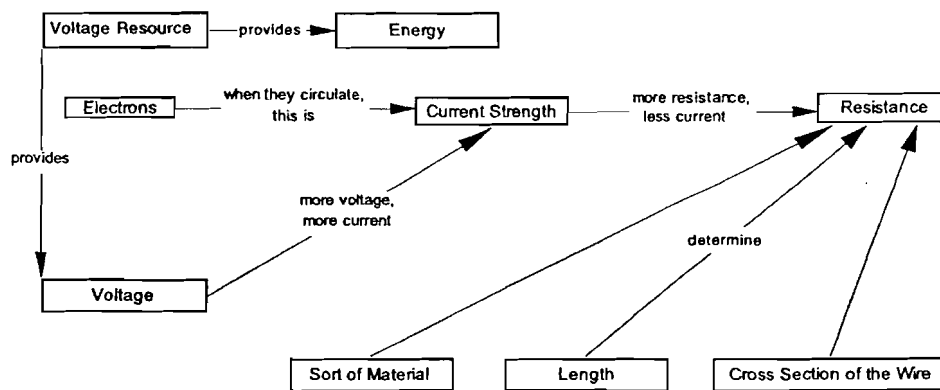 Voltage Resource
provides
Energy
Electrons
when they circulate,
this is
Current Strength
more resistance,
less current
Resistance
provides
more voltage,
more current
determine
Voltage
Sort of Material
Length
Cross Section of the Wire